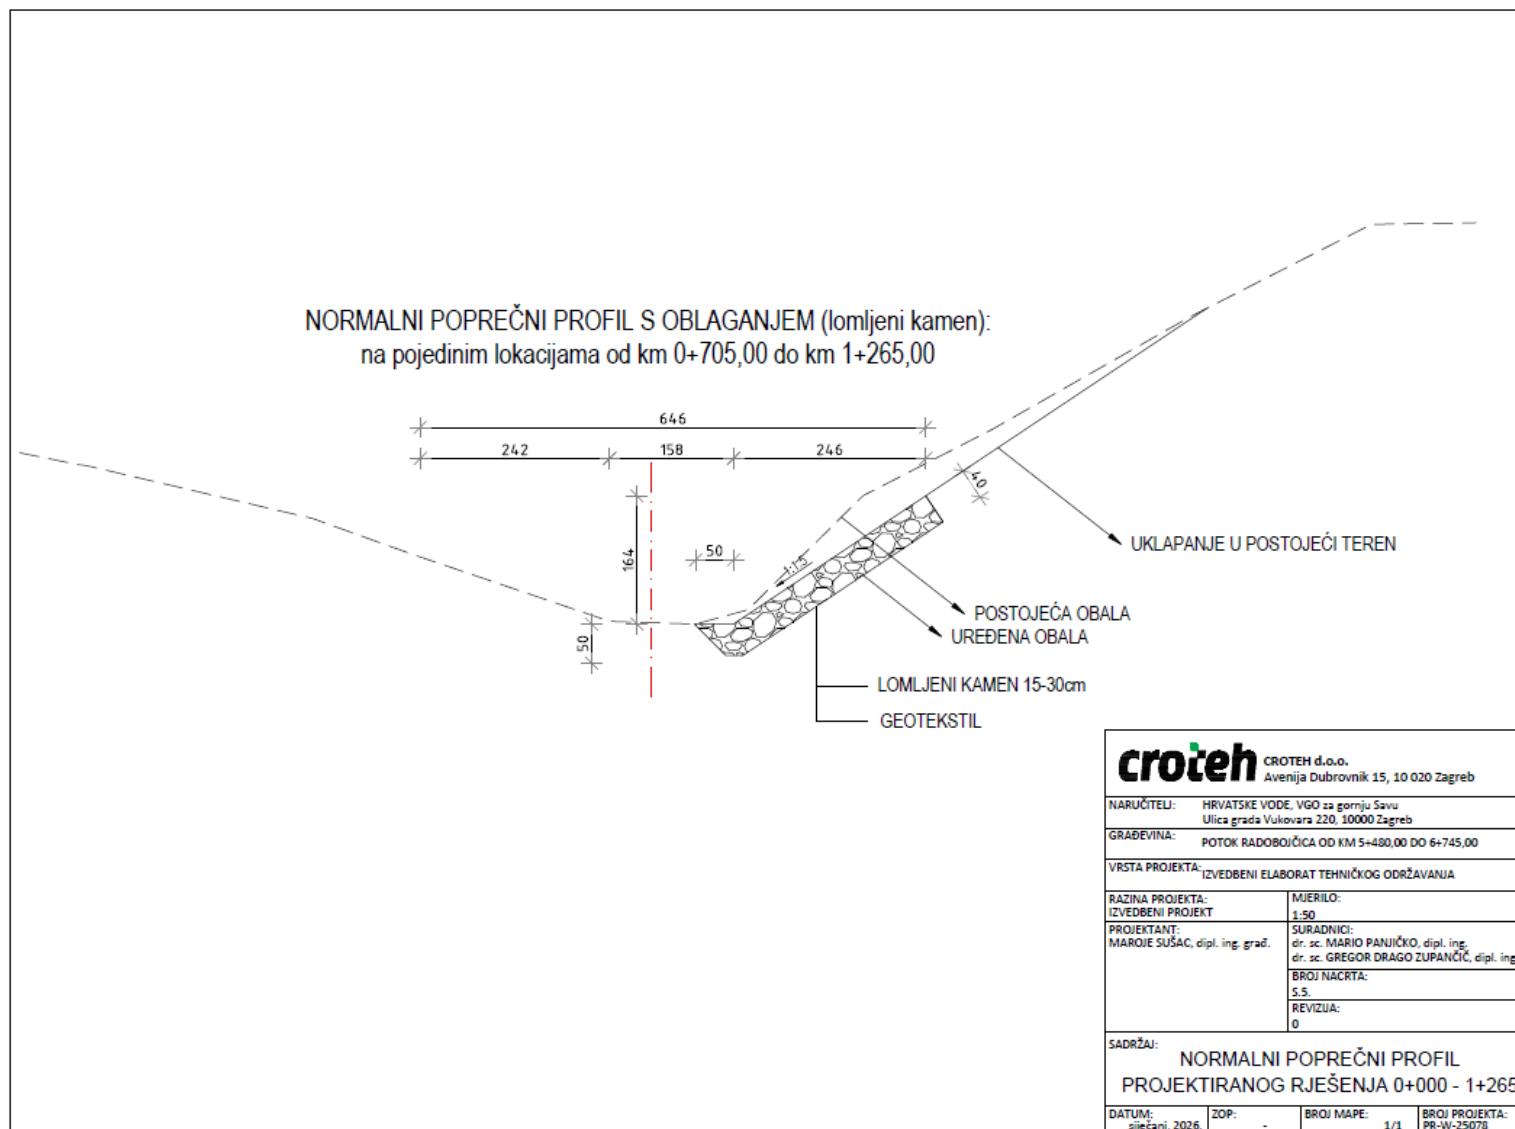 NORMALNI POPREČNI PROFIL S OBLAGANJEM (lomljeni kamen):
na pojedinim lokacijama od km 0+705,00 do km 1+265,00
646
242
158
246
40
164
50
1:1.5
50
UKLAPANJE U POSTOJEĆI TEREN
POSTOJEĆA OBALA
UREĐENA OBALA
LOMLJENI KAMEN 15-30cm
GEOTEKSTIL
croteh
CROTEH d.o.o.
Avenija Dubrovnik 15, 10 020 Zagreb
NARUČITELJ: HRVATSKE VODE, VGO za gornju Savu
Ulica grada Vukovara 220, 10000 Zagreb
GRAĐEVINA: POTOK RADOBOJČICA OD KM 5+480,00 DO 6+745,00
VRSTA PROJEKTA: IZVEDBENI ELABORAT TEHNIČKOG ODRŽAVANJA
RAZINA PROJEKTA:
IZVEDBENI PROJEKT
MJERILO:
1:50
PROJEKTANT:
MAROJE SUŠAC, dipl. ing. građ.
SURADNICI:
dr. sc. MARIO PANJIČKO, dipl. ing.
dr. sc. GREGOR DRAGO ZUPANČIČ, dipl. ing
BROJ NACRTA:
5.5.
REVIZIJA:
0
SADRŽAJ:
NORMALNI POPREČNI PROFIL
PROJEKTIRANOG RJEŠENJA 0+000 - 1+265
DATUM:
siječanj, 2026.
ZOP:
-
BROJ MAPE:
1/1
BROJ PROJEKTA:
PR-W-25078